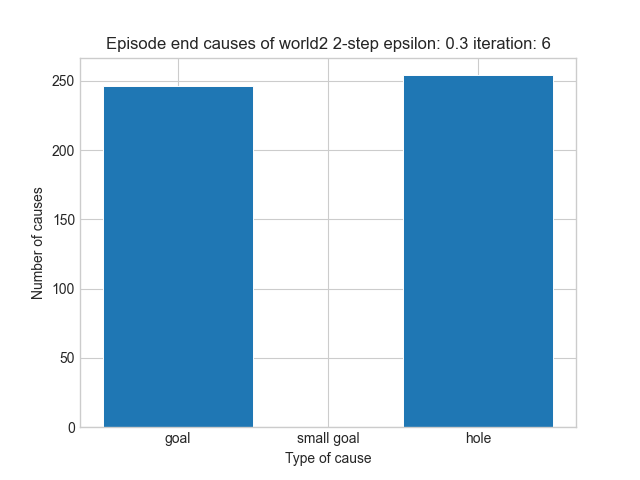 Episode end causes of world2 2-step epsilon: 0.3 iteration: 6
Number of causes
250
200
150
100
50
0
goal small goal hole
Type of cause